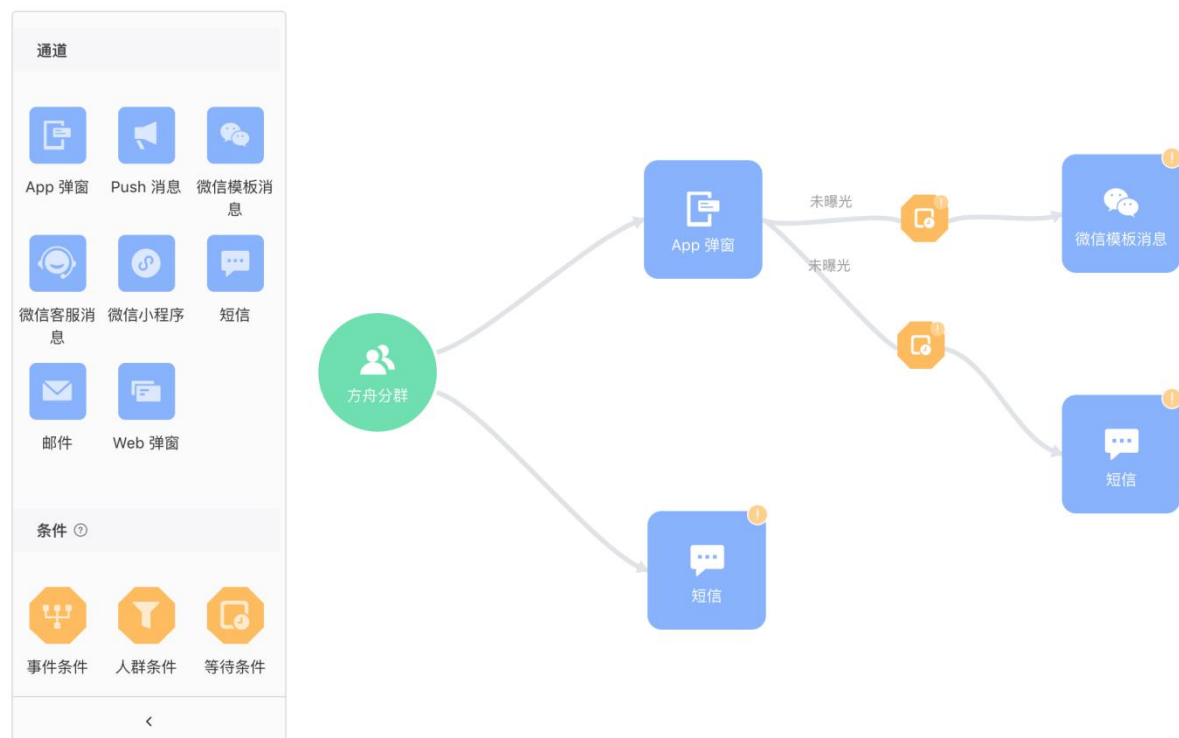 通道
App 弹窗
Push 消息
微信模板消
息
微信客服消
息
微信小程序
短信
邮件
Web 弹窗
条件
事件条件
人群条件
等待条件
方舟分群
App 弹窗
未曝光
未曝光
微信模板消息
短信
短信